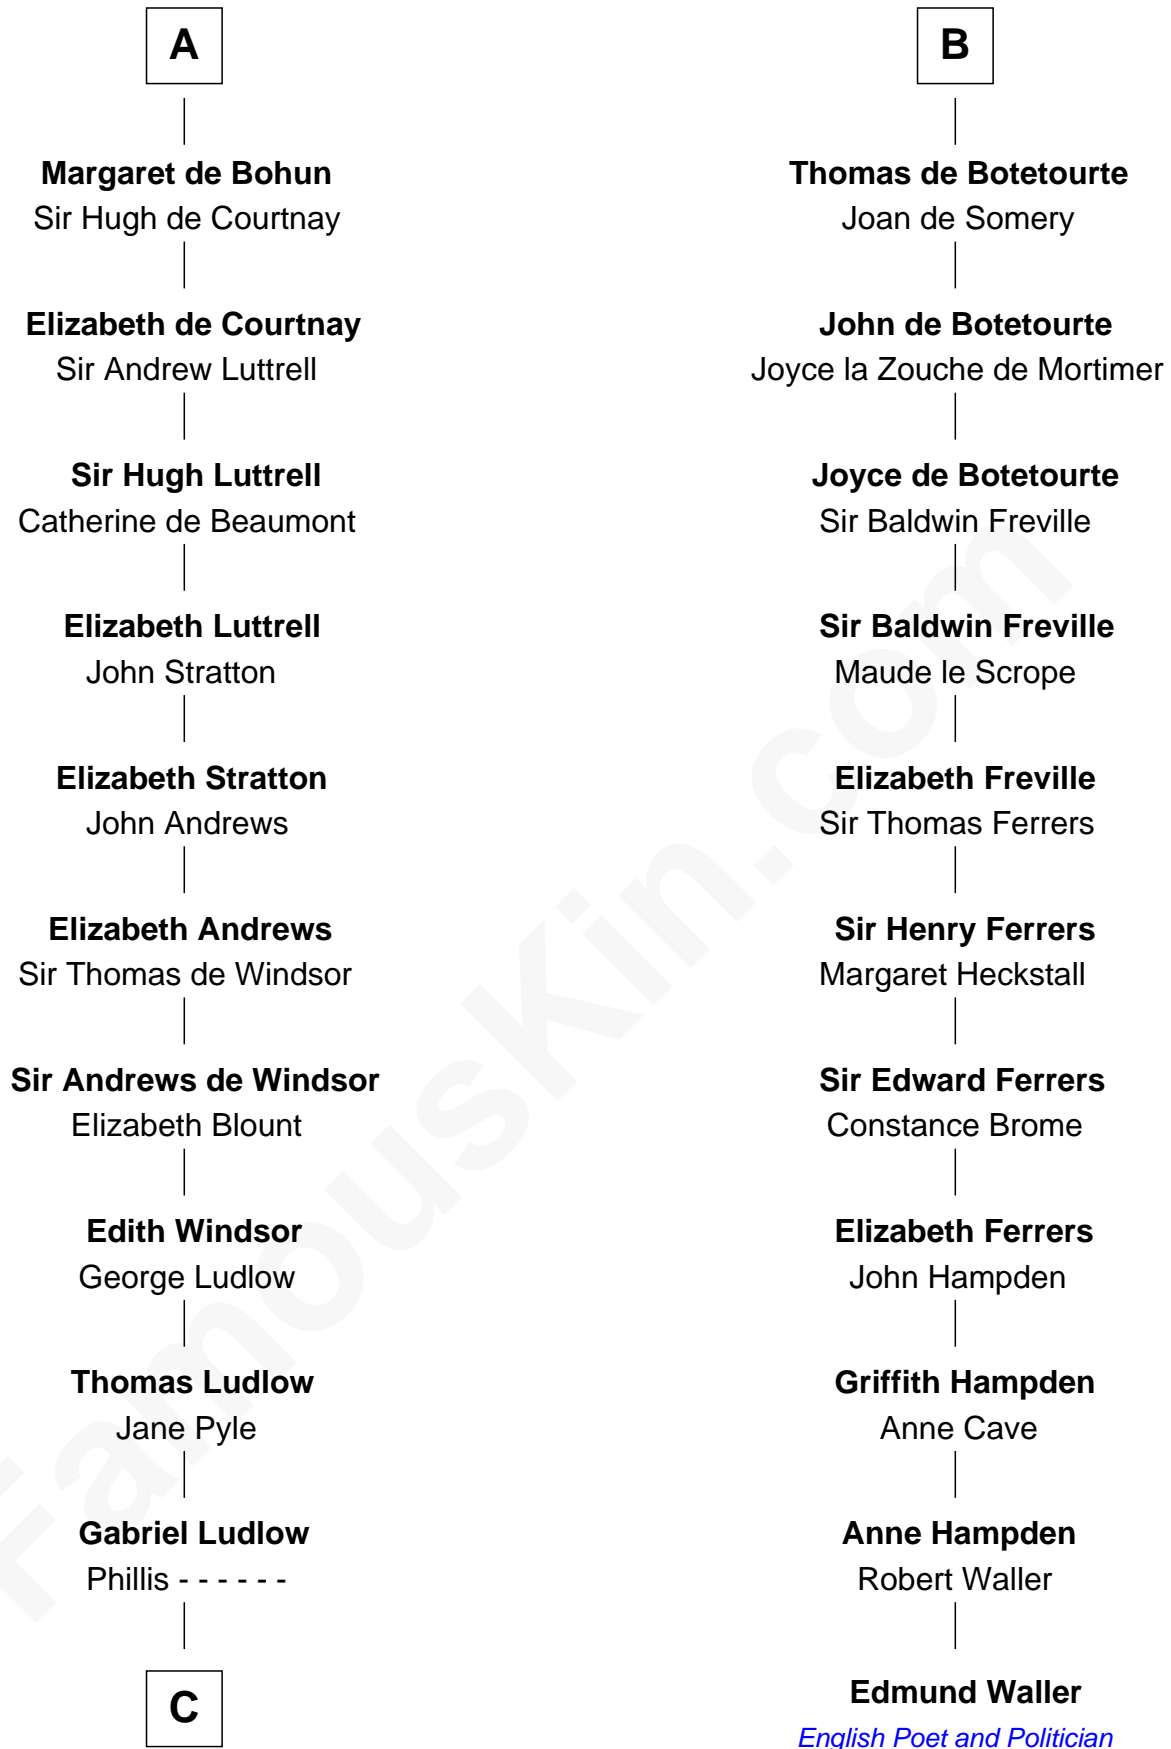 A
Margaret de Bohun
Sir Hugh de Courtnay
Elizabeth de Courtnay
Sir Andrew Luttrell
Sir Hugh Luttrell
Catherine de Beaumont
Elizabeth Luttrell
John Stratton
Elizabeth Stratton
John Andrews
Elizabeth Andrews
Sir Thomas de Windsor
Sir Andrews de Windsor
Elizabeth Blount
Edith Windsor
George Ludlow
Thomas Ludlow
Jane Pyle
Gabriel Ludlow
Phillis - - - - - -
C
B
Thomas de Botetourte
Joan de Somery
John de Botetourte
Joyce la Zouche de Mortimer
Joyce de Botetourte
Sir Baldwin Freville
Sir Baldwin Freville
Maude le Scrope
Elizabeth Freville
Sir Thomas Ferrers
Sir Henry Ferrers
Margaret Heckstall
Sir Edward Ferrers
Constance Brome
Elizabeth Ferrers
John Hampden
Griffith Hampden
Anne Cave
Anne Hampden
Robert Waller
Edmund Waller
English Poet and Politician
FamousKin.com